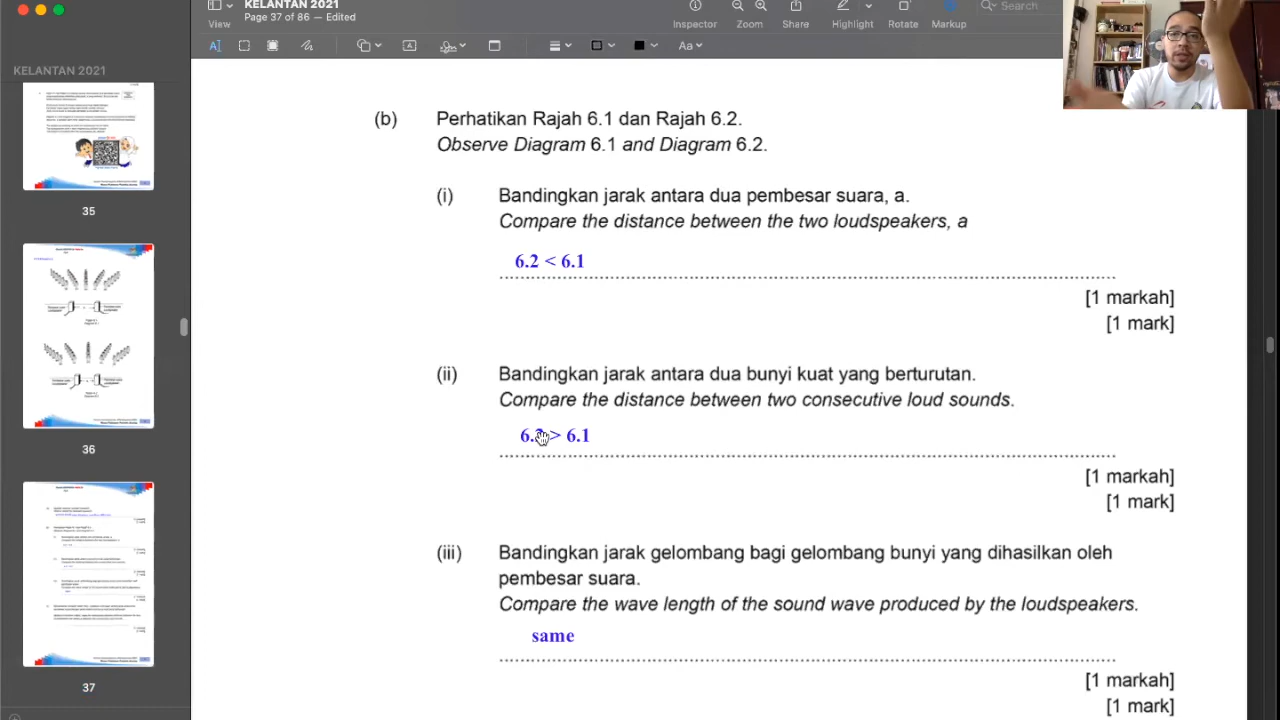 KELANTAN 2021
Page 37 of 86 — Edited
View
Inspector
Zoom
Share
Highlight
Rotate
Markup
Search
Aa
KELANTAN 2021
35
36
37
(b) Perhatikan Rajah 6.1 dan Rajah 6.2.
Observe Diagram 6.1 and Diagram 6.2.
(i) Bandingkan jarak antara dua pembesar suara, a.
Compare the distance between the two loudspeakers, a
6.2 < 6.1
[1 markah]
[1 mark]
(ii) Bandingkan jarak antara dua bunyi kuat yang berturutan.
Compare the distance between two consecutive loud sounds.
> 6.1
[1 markah]
[1 mark]
(iii) Bandingkan jarak gelombang bagi gelombang bunyi yang dihasilkan oleh
pembesar suara.
Compare the wave length of the sound wave produced by the loudspeakers.
same
[1 markah]
[1 mark]